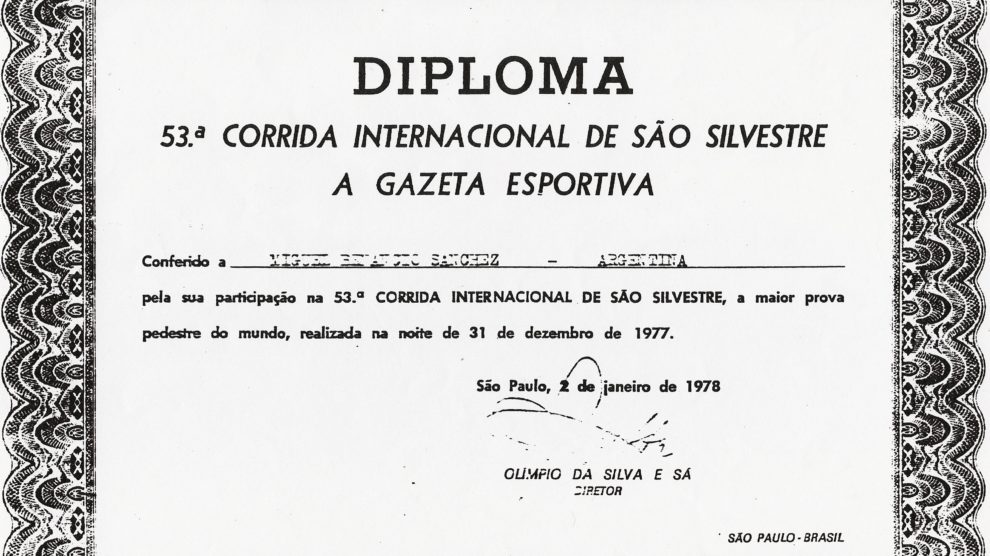 DIPLOMA
53.ª CORRIDA INTERNACIONAL DE SÃO SILVESTRE
A GAZETA ESPORTIVA
Conferido a MIGUEL BENANCIO SANCHEZ - ARGENTINA
pela sua participação na 53.ª CORRIDA INTERNACIONAL DE SÃO SILVESTRE, a maior prova
pedestre do mundo, realizada na noite de 31 de dezembro de 1977.
São Paulo, 2 de janeiro de 1978
OLIMPIO DA SILVA E SÁ
DIRETOR
SÃO PAULO - BRASIL